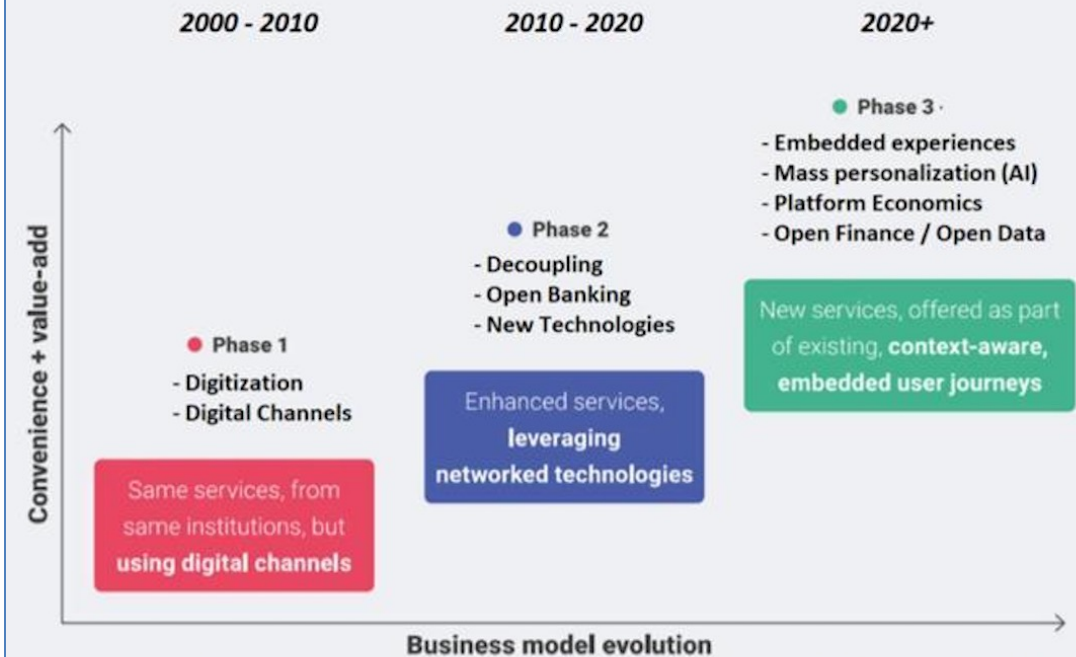 2000 - 2010
2010 - 2020
2020+
Convenience + value-add
Phase 1
- Digitization
- Digital Channels
Same services, from
same institutions, but
using digital channels
Phase 2
- Decoupling
- Open Banking
- New Technologies
Enhanced services,
leveraging
networked technologies
Phase 3 ·
- Embedded experiences
- Mass personalization (AI)
- Platform Economics
- Open Finance / Open Data
New services, offered as part
of existing, context-aware,
embedded user journeys
Business model evolution